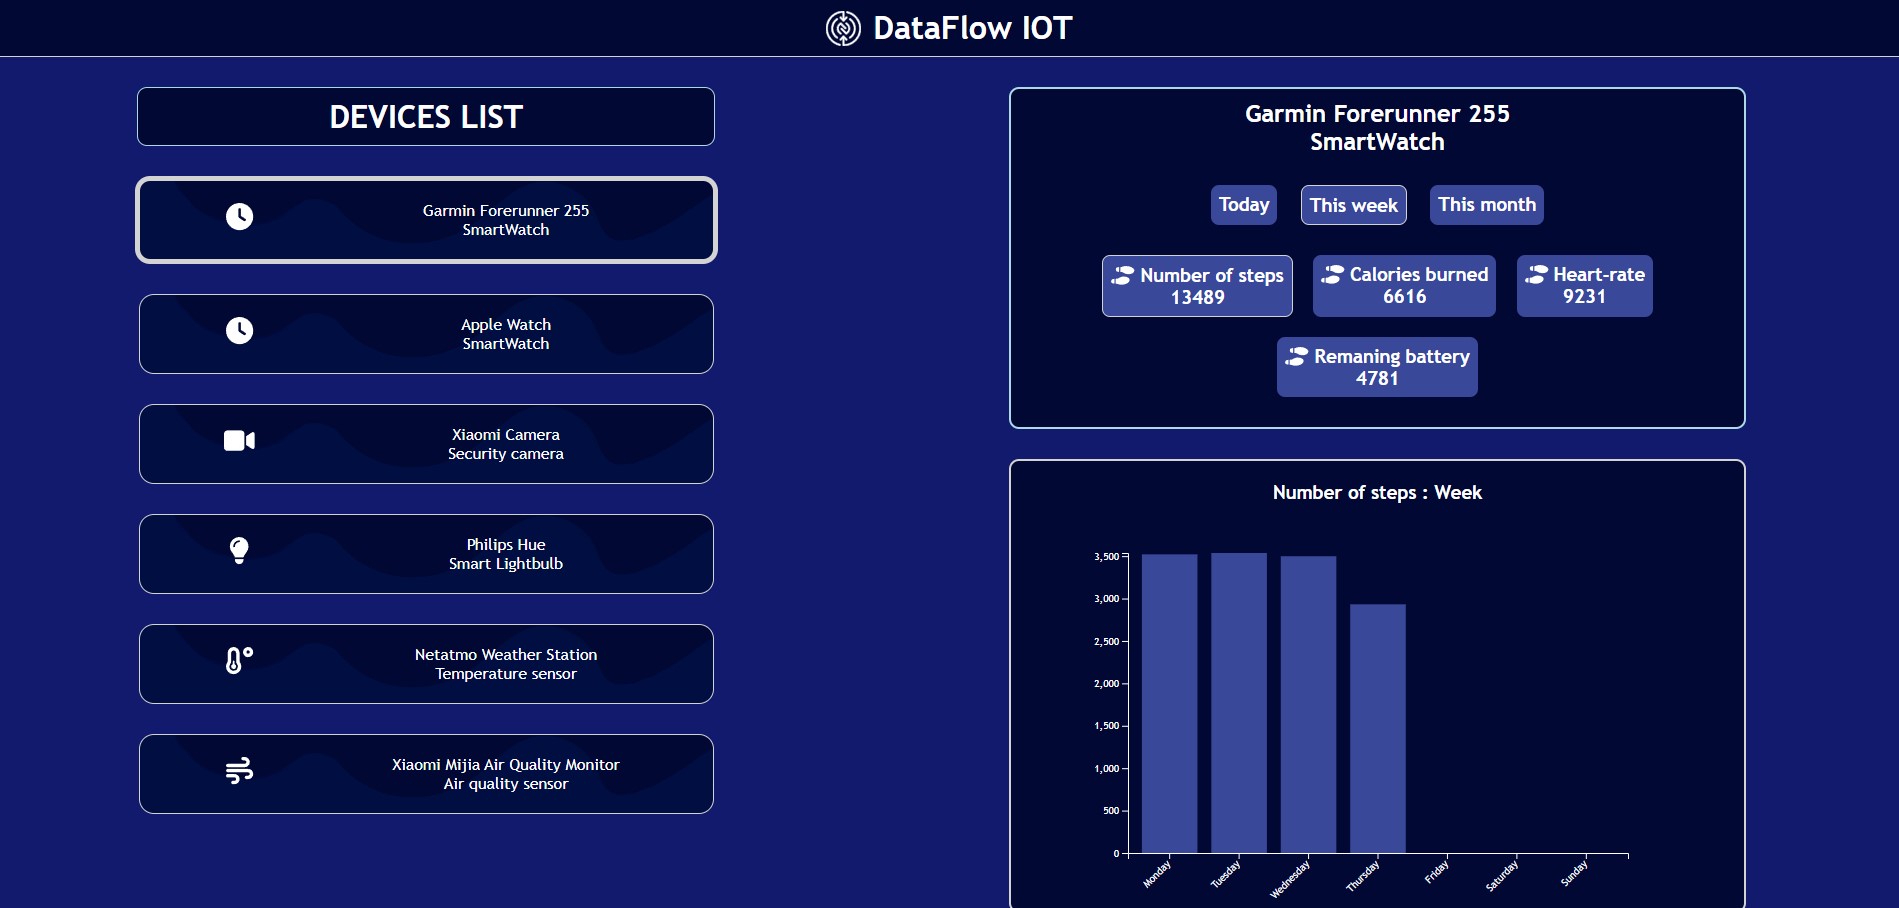 DataFlow IOT
DEVICES LIST
Garmin Forerunner 255
SmartWatch
Apple Watch
SmartWatch
Xiaomi Camera
Security camera
Philips Hue
Smart Lightbulb
Netatmo Weather Station
Temperature sensor
Xiaomi Mijia Air Quality Monitor
Air quality sensor
Garmin Forerunner 255
SmartWatch
Today This week This month
Number of steps
13489
Calories burned
6616
Heart-rate
9231
Remaning battery
4781
Number of steps : Week
3,500
3,000
2,500
2,000
1,500
1,000
500
0
Monday Tuesday Wednesday Thursday Friday Saturday Sunday